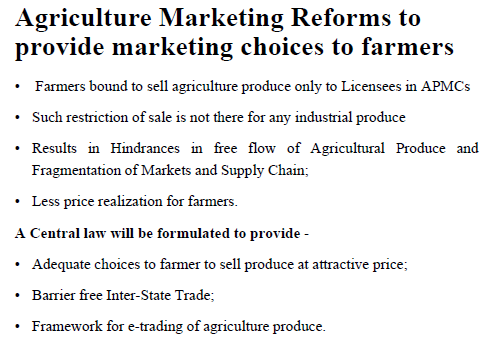 Agriculture Marketing Reforms to
provide marketing choices to farmers
• Farmers bound to sell agriculture produce only to Licensees in APMCs
• Such restriction of sale is not there for any industrial produce
• Results in Hindrances in free flow of Agricultural Produce and
Fragmentation of Markets and Supply Chain;
• Less price realization for farmers.
A Central law will be formulated to provide -
• Adequate choices to farmer to sell produce at attractive price;
• Barrier free Inter-State Trade;
• Framework for e-trading of agriculture produce.